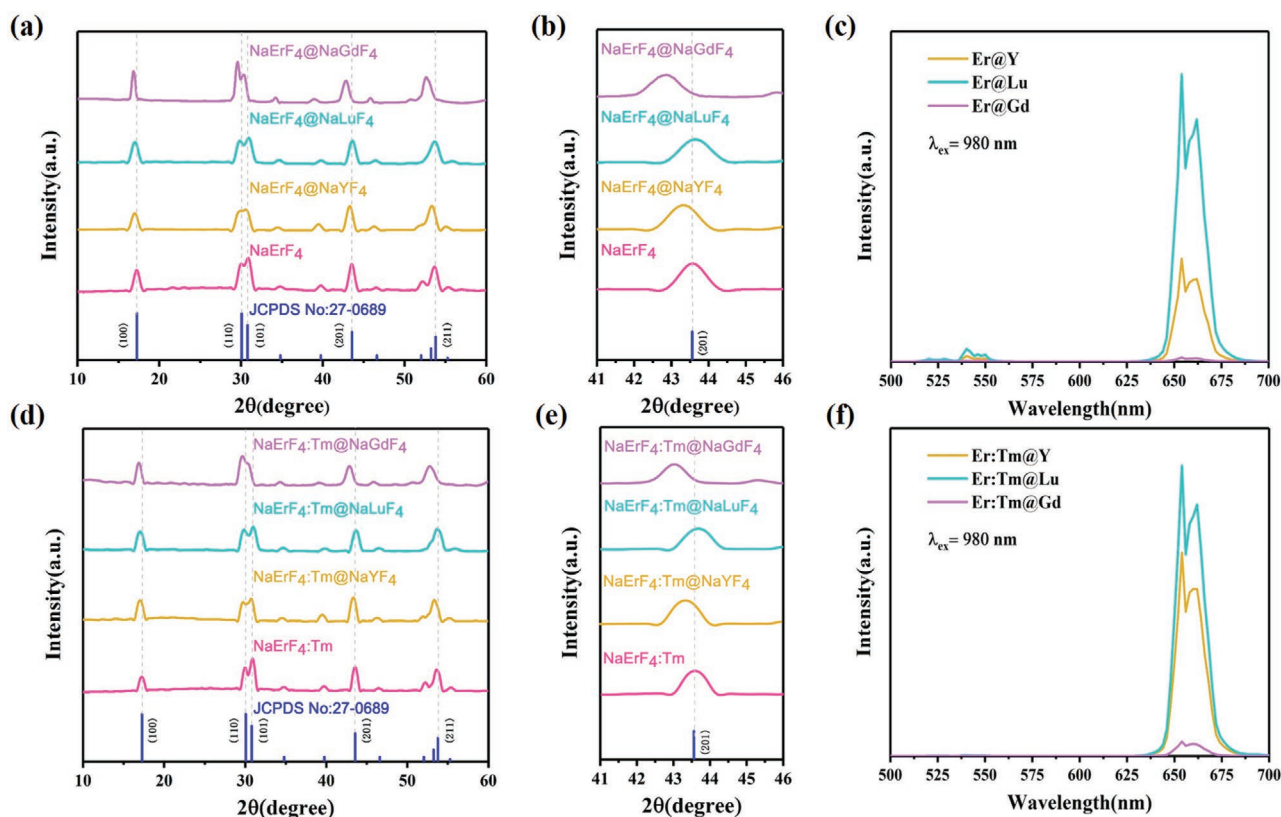 (a)
Intensity(a.u.)
NaErF4@NaGdF4
NaErF4@NaLuF4
NaErF4@NaYF4
NaErF4
JCPDS No:27-0689
(100)
(110)
(101)
(201)
(211)
10 20 30 40 50 60
2θ(degree)
(b)
Intensity(a.u.)
NaErF4@NaGdF4
NaErF4@NaLuF4
NaErF4@NaYF4
NaErF4
(201)
41 42 43 44 45 46
2θ(degree)
(c)
Intensity(a.u.)
Er@Y
Er@Lu
Er@Gd
λex= 980 nm
500 525 550 575 600 625 650 675 700
Wavelength(nm)
(d)
Intensity(a.u.)
NaErF4:Tm@NaGdF4
NaErF4:Tm@NaLuF4
NaErF4:Tm@NaYF4
NaErF4:Tm
JCPDS No:27-0689
(100)
(110)
(101)
(201)
(211)
10 20 30 40 50 60
2θ(degree)
(e)
Intensity(a.u.)
NaErF4:Tm@NaGdF4
NaErF4:Tm@NaLuF4
NaErF4:Tm@NaYF4
NaErF4:Tm
(201)
41 42 43 44 45 46
2θ(degree)
(f)
Intensity(a.u.)
Er:Tm@Y
Er:Tm@Lu
Er:Tm@Gd
λex= 980 nm
500 525 550 575 600 625 650 675 700
Wavelength(nm)